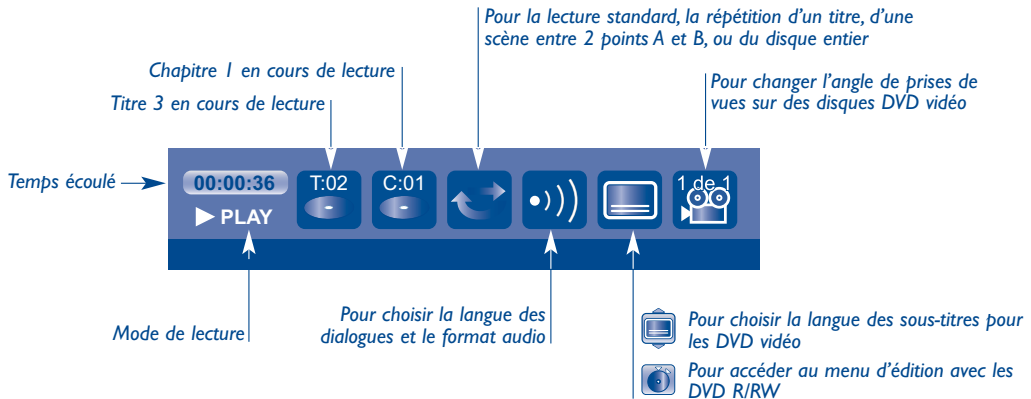 Pour la lecture standard, la répétition d'un titre, d'une
scène entre 2 points A et B, ou du disque entier
Chapitre 1 en cours de lecture
Pour changer l'angle de prises de
vues sur des disques DVD vidéo
Titre 3 en cours de lecture
Temps écoulé
00:00:36
T:02
C:01
1 de 1
PLAY
Mode de lecture
Pour choisir la langue des
dialogues et le format audio
Pour choisir la langue des sous-titres pour
les DVD vidéo
Pour accéder au menu d'édition avec les
DVD R/RW